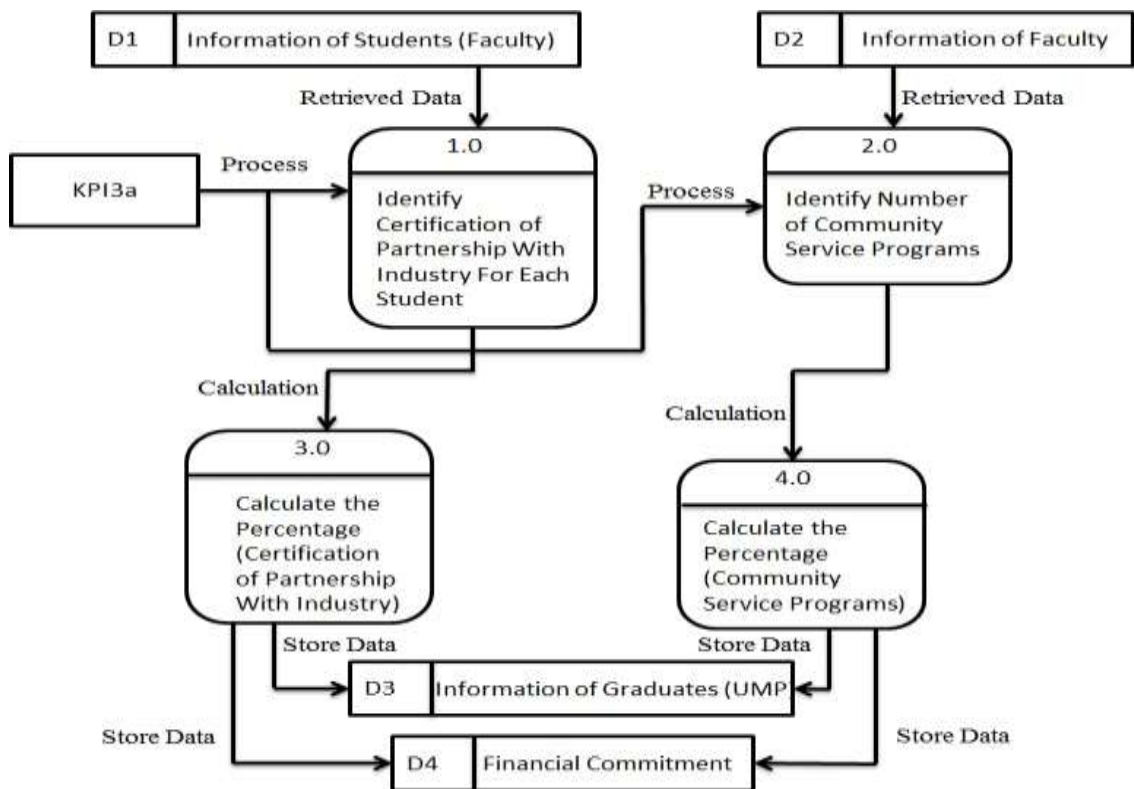 D1 Information of Students (Faculty)
D2 Information of Faculty
Retrieved Data
Retrieved Data
KPI3a
Process
1.0
Identify
Certification of
Partnership With
Industry For Each
Student
Process
2.0
Identify Number
of Community
Service Programs
Calculation
Calculation
3.0
Calculate the
Percentage
(Certification
of Partnership
With Industry)
4.0
Calculate the
Percentage
(Community
Service Programs)
Store Data
Store Data
D3 Information of Graduates (UMP)
Store Data
Store Data
D4 Financial Commitment